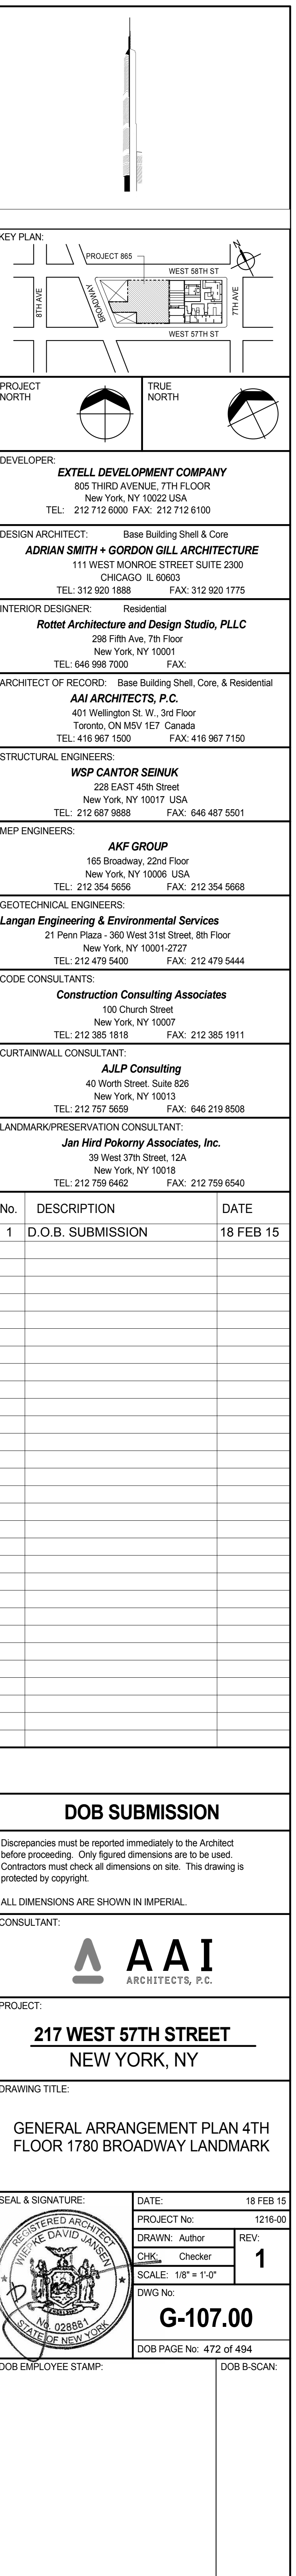 KEY PLAN:
N
PROJECT 865
WEST 58TH ST
8TH AVE
BROADWAY
7TH AVE
WEST 57TH ST
PROJECT NORTH
TRUE NORTH
DEVELOPER:
EXTELL DEVELOPMENT COMPANY
805 THIRD AVENUE, 7TH FLOOR
New York, NY 10022 USA
TEL: 212 712 6000 FAX: 212 712 6100
DESIGN ARCHITECT: Base Building Shell & Core
ADRIAN SMITH + GORDON GILL ARCHITECTURE
111 WEST MONROE STREET SUITE 2300
CHICAGO IL 60603
TEL: 312 920 1888 FAX: 312 920 1775
INTERIOR DESIGNER: Residential
Rottet Architecture and Design Studio, PLLC
298 Fifth Ave, 7th Floor
New York, NY 10001
TEL: 646 998 7000 FAX:
ARCHITECT OF RECORD: Base Building Shell, Core, & Residential
AAI ARCHITECTS, P.C.
401 Wellington St. W., 3rd Floor
Toronto, ON M5V 1E7 Canada
TEL: 416 967 1500 FAX: 416 967 7150
STRUCTURAL ENGINEERS:
WSP CANTOR SEINUK
228 EAST 45th Street
New York, NY 10017 USA
TEL: 212 687 9888 FAX: 646 487 5501
MEP ENGINEERS:
AKF GROUP
165 Broadway, 22nd Floor
New York, NY 10006 USA
TEL: 212 354 5656 FAX: 212 354 5668
GEOTECHNICAL ENGINEERS:
Langan Engineering & Environmental Services
21 Penn Plaza - 360 West 31st Street, 8th Floor
New York, NY 10001-2727
TEL: 212 479 5400 FAX: 212 479 5444
CODE CONSULTANTS:
Construction Consulting Associates
100 Church Street
New York, NY 10007
TEL: 212 385 1818 FAX: 212 385 1911
CURTAINWALL CONSULTANT:
AJLP Consulting
40 Worth Street. Suite 826
New York, NY 10013
TEL: 212 757 5659 FAX: 646 219 8508
LANDMARK/PRESERVATION CONSULTANT:
Jan Hird Pokorny Associates, Inc.
39 West 37th Street, 12A
New York, NY 10018
TEL: 212 759 6462 FAX: 212 759 6540
No. DESCRIPTION DATE
1 D.O.B. SUBMISSION 18 FEB 15
DOB SUBMISSION
Discrepancies must be reported immediately to the Architect
before proceeding. Only figured dimensions are to be used.
Contractors must check all dimensions on site. This drawing is
protected by copyright.
ALL DIMENSIONS ARE SHOWN IN IMPERIAL.
CONSULTANT:
AAI
ARCHITECTS, P.C.
PROJECT:
217 WEST 57TH STREET
NEW YORK, NY
DRAWING TITLE:
GENERAL ARRANGEMENT PLAN 4TH
FLOOR 1780 BROADWAY LANDMARK
SEAL & SIGNATURE:
REGISTERED ARCHITECT
DAVID JANSEN
No. 028881
STATE OF NEW YORK
DATE: 18 FEB 15
PROJECT No: 1216-00
DRAWN: Author
CHK: Checker
SCALE: 1/8" = 1'-0"
REV:
1
DWG No:
G-107.00
DOB PAGE No: 472 of 494
DOB EMPLOYEE STAMP:
DOB B-SCAN: